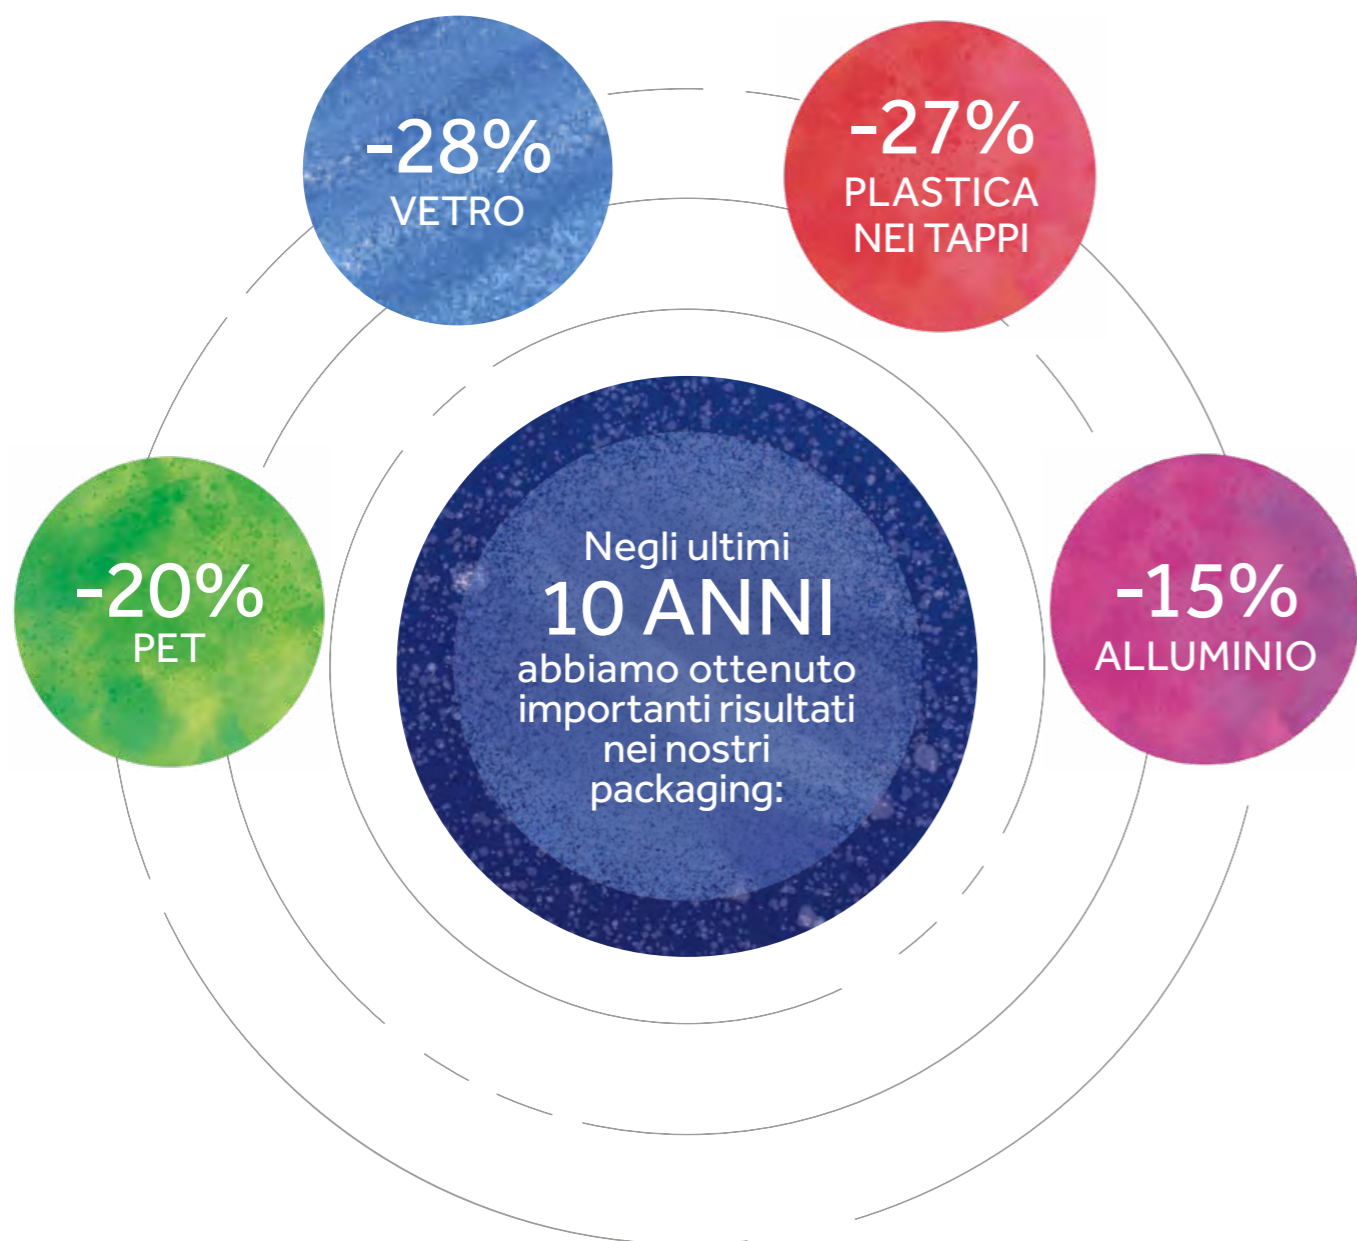 -28%
VETRO
-27%
PLASTICA
NEI TAPPI
-20%
PET
Negli ultimi
10 ANNI
abbiamo ottenuto
importanti risultati
nei nostri
packaging:
-15%
ALLUMINIO